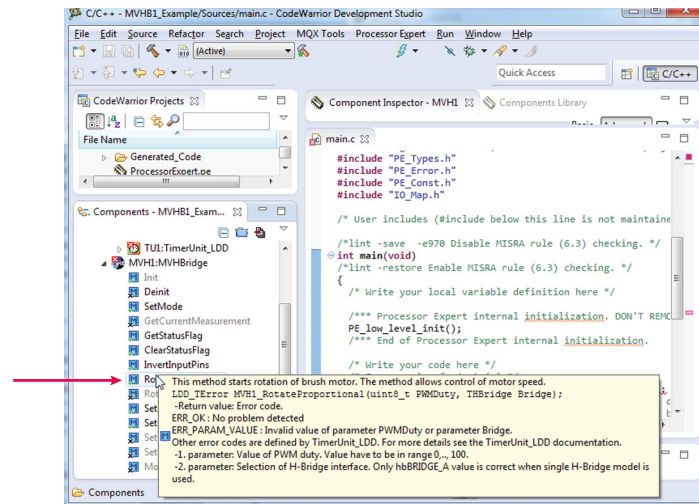 C/C++ - MVHB1_Example/Sources/main.c - CodeWarrior Development Studio
File Edit Source Refactor Search Project MQX Tools Processor Expert Run Window Help
(Active)
Quick Access
C/C++
CodeWarrior Projects
File Name
Generated_Code
ProcessorExpert.pe
Components - MVHB1_Exam...
TU1:TimerUnit_LDD
MVH1:MVHBridge
Init
Deinit
SetMode
GetCurrentMeasurement
GetStatusFlag
ClearStatusFlag
InvertInputPins
Ro
Rot
Set
Set
Set
Set
Mo
Components
Component Inspector - MVH1
Components Library
main.c
#include "PE_Types.h"
#include "PE_Error.h"
#include "PE_Const.h"
#include "IO_Map.h"
/* User includes (#include below this line is not maintaine
/*lint -save -e970 Disable MISRA rule (6.3) checking. */
int main(void)
/*lint -restore Enable MISRA rule (6.3) checking. */
{
/* Write your local variable definition here */
/*** Processor Expert internal initialization. DON'T REMO
PE_low_level_init();
/*** End of Processor Expert internal initialization.
/* Write your code here */
This method starts rotation of brush motor. The method allows control of motor speed.
LDD_TError MVH1_RotateProportional(uint8_t PWMDuty, THBridge Bridge);
-Return value: Error code.
ERR_OK : No problem detected
ERR_PARAM_VALUE : Invalid value of parameter PWMDuty or parameter Bridge.
Other error codes are defined by TimerUnit_LDD. For more details see the TimerUnit_LDD documentation.
-1. parameter: Value of PWM duty. Value have to be in range 0,.., 100.
-2. parameter: Selection of H-Bridge interface. Only hbBRIDGE_A value is correct when single H-Bridge model is
used.